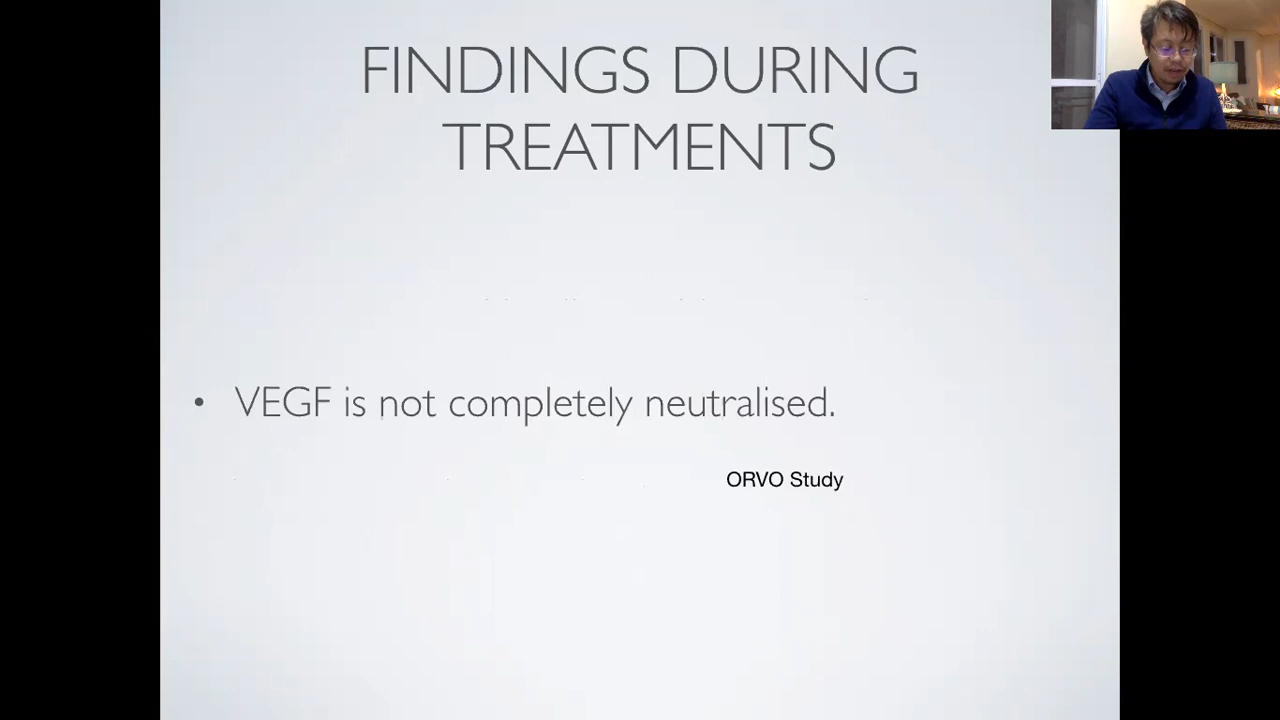 FINDINGS DURING
TREATMENTS
• VEGF is not completely neutralised.
ORVO Study